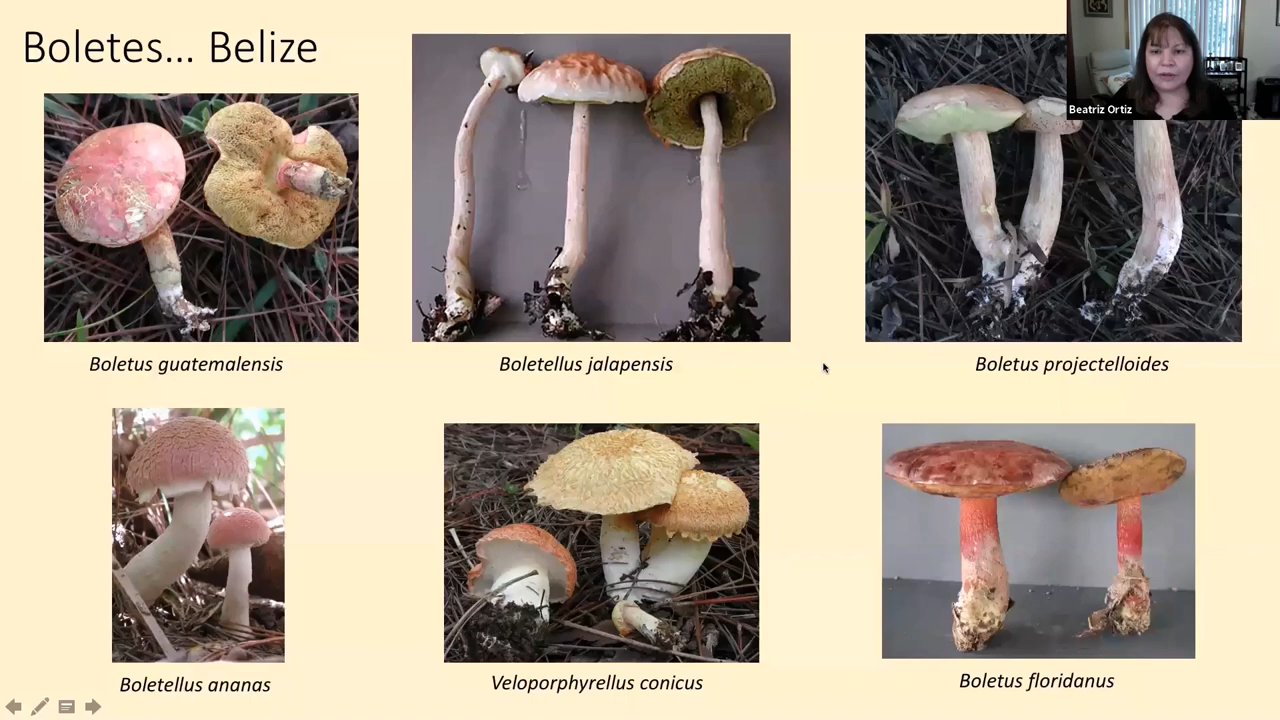 Boletes... Belize
Beatriz Ortiz
Boletus guatemalensis
Boletellus jalapensis
Boletus projectelloides
Boletellus ananas
Veloporphyrellus conicus
Boletus floridanus